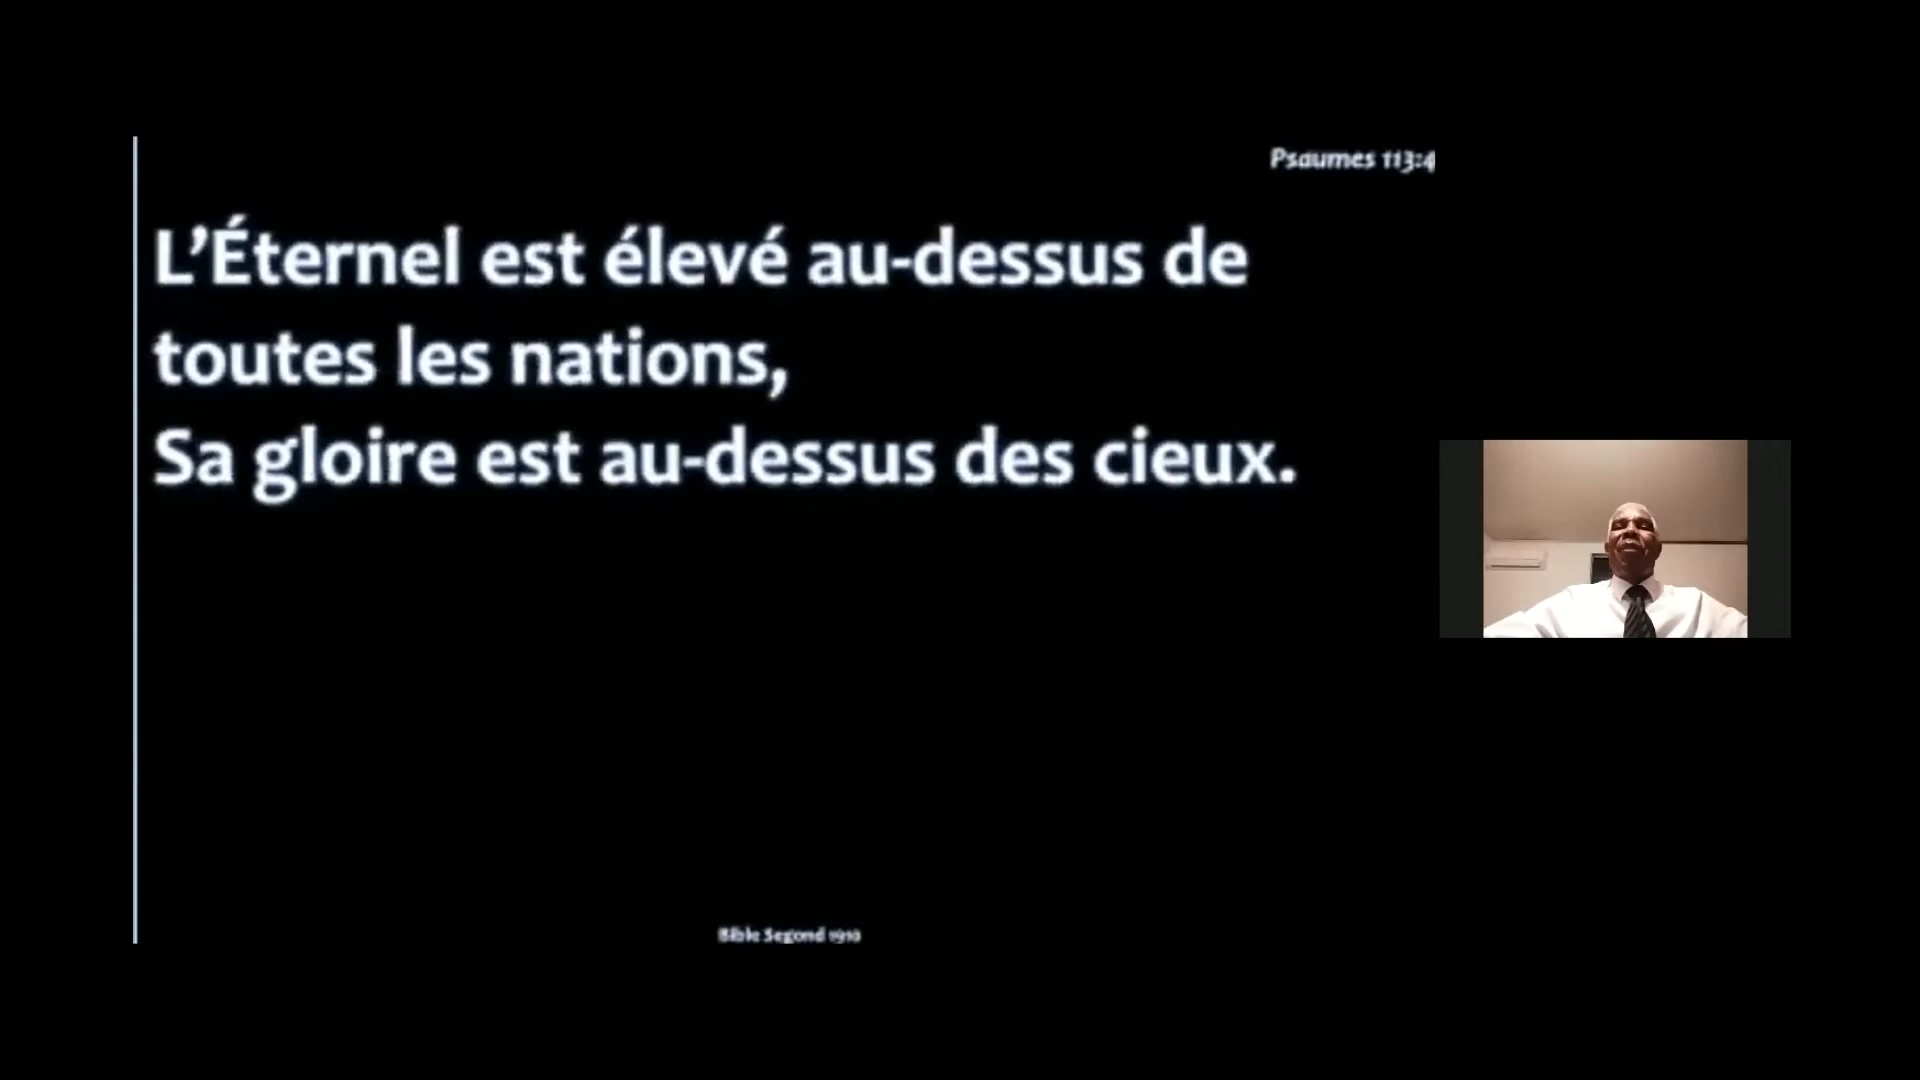 Psaumes 113:4
L’Éternel est élevé au-dessus de
toutes les nations,
Sa gloire est au-dessus des cieux.
Bible Segond 1910